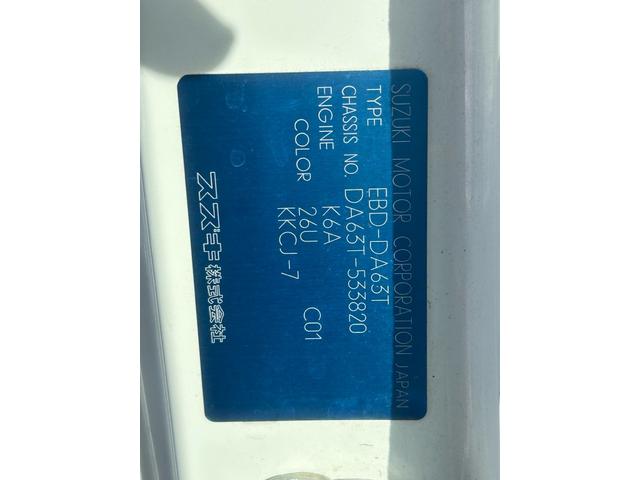 SUZUKI MOTOR CORPORATION JAPAN
TYPE EBD-DA63T
CHASSIS NO. DA63T-533820
ENGINE K6A
COLOR 26U C01
KKCJ-7
スズキ株式会社